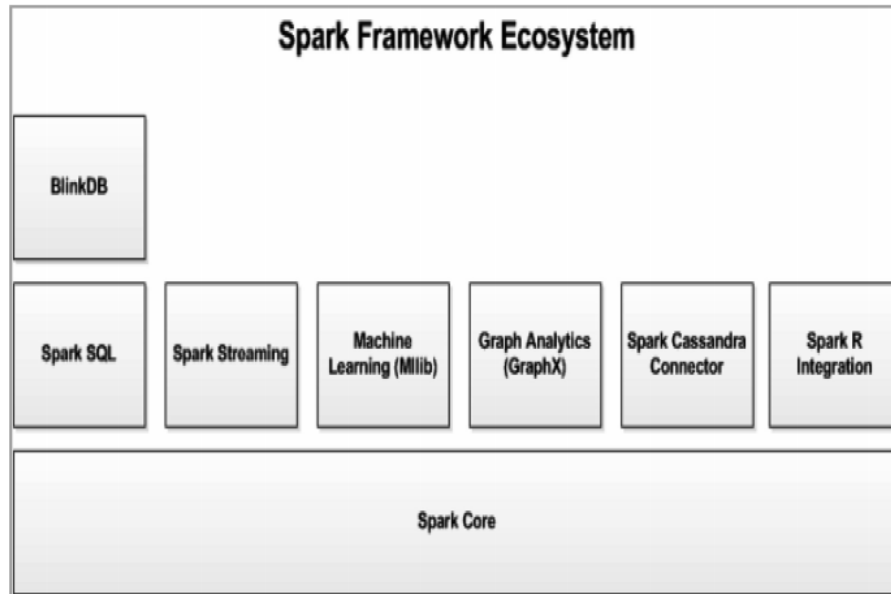 Spark Framework Ecosystem
BlinkDB
Spark SQL
Spark Streaming
Machine
Learning (Mllib)
Graph Analytics
(GraphX)
Spark Cassandra
Connector
Spark R
Integration
Spark Core